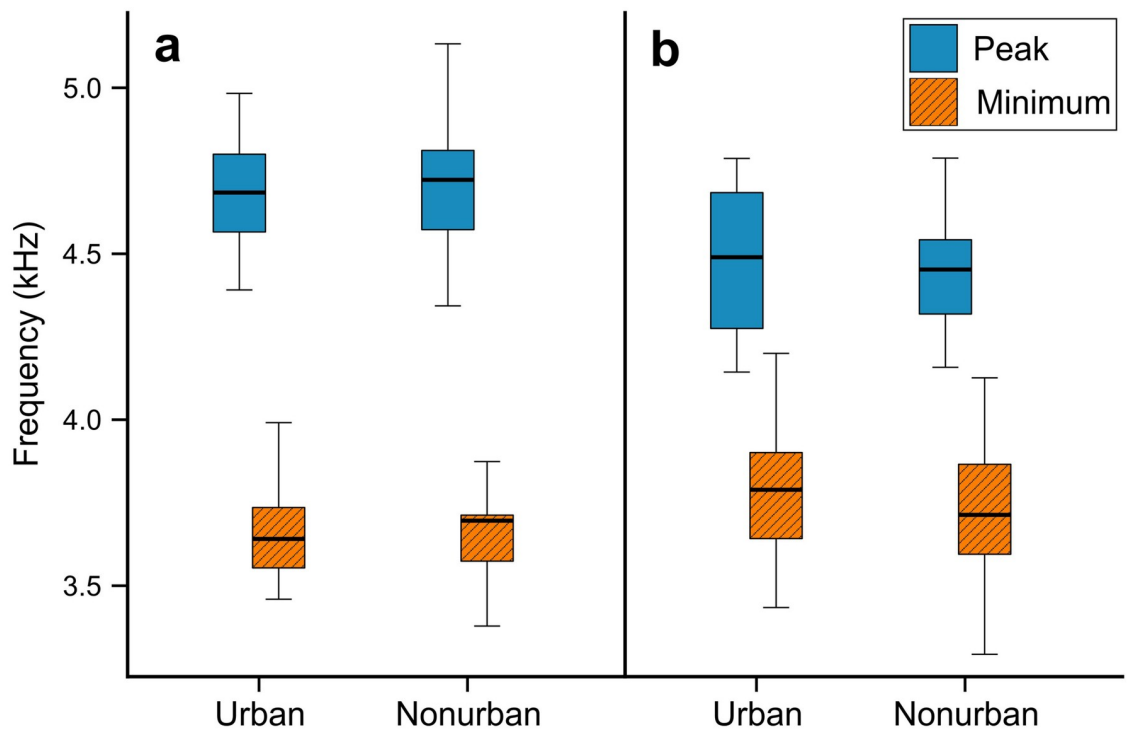 a
b
Peak
Minimum
Frequency (kHz)
5.0
4.5
4.0
3.5
Urban
Nonurban
Urban
Nonurban